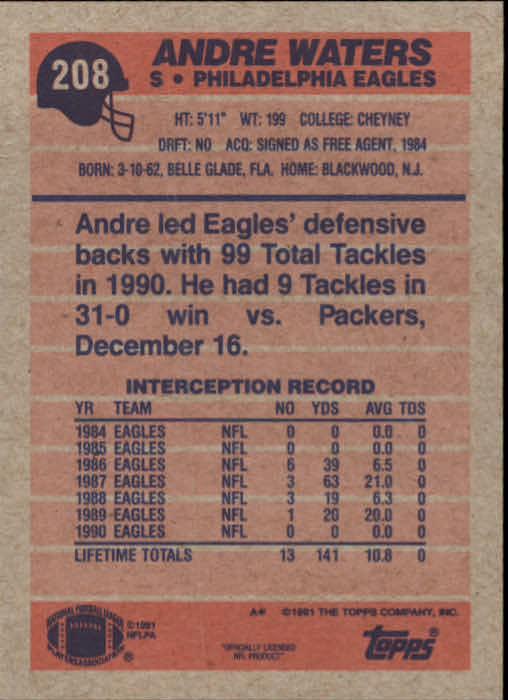 208
ANDRE WATERS
S • PHILADELPHIA EAGLES
HT: 5'11" WT: 199 COLLEGE: CHEYNEY
DRFT: NO ACQ: SIGNED AS FREE AGENT, 1984
BORN: 3-10-62, BELLE GLADE, FLA. HOME: BLACKWOOD, N.J.
Andre led Eagles' defensive
backs with 99 Total Tackles
in 1990. He had 9 Tackles in
31-0 win vs. Packers,
December 16.
INTERCEPTION RECORD
YR TEAM NO YDS AVG TDS
1984 EAGLES NFL 0 0 0.0 0
1985 EAGLES NFL 0 0 0.0 0
1986 EAGLES NFL 6 39 6.5 0
1987 EAGLES NFL 3 63 21.0 0
1988 EAGLES NFL 3 19 6.3 0
1989 EAGLES NFL 1 20 20.0 0
1990 EAGLES NFL 0 0 0.0 0
LIFETIME TOTALS 13 141 10.8 0
A* ©1991 THE TOPPS COMPANY, INC.
NATIONAL FOOTBALL LEAGUE
PLAYERS ASSOCIATION
®
©1991
NFLPA
"OFFICIALLY LICENSED
NFL PRODUCT"
topps®